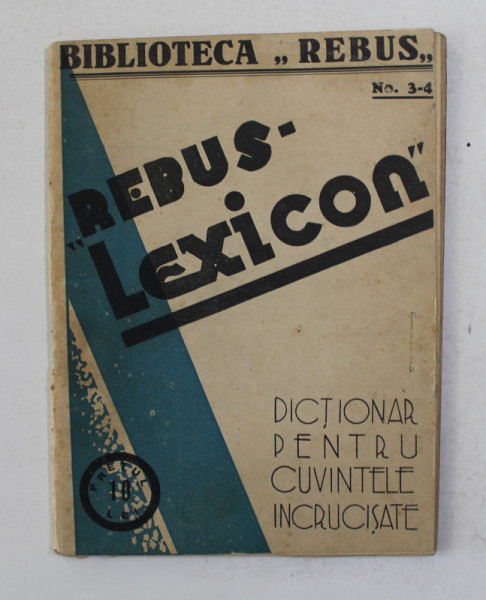 BIBLIOTECA „REBUS„
No. 3-4
"REBUS-
Lexicon"
DICȚIONAR
PENTRU
CUVINTELE
INCRUCIȘATE
PREȚUL
10
LEI